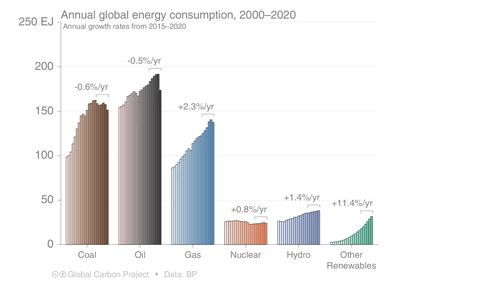 Annual global energy consumption, 2000–2020
250 EJ
Annual growth rates from 2015–2020
-0.5%/yr
200
-0.6%/yr
150
+2.3%/yr
100
+0.8%/yr
+1.4%/yr
+11.4%/yr
50
0
Coal
Oil
Gas
Nuclear
Hydro
Other
Renewables
Global Carbon Project • Data: BP